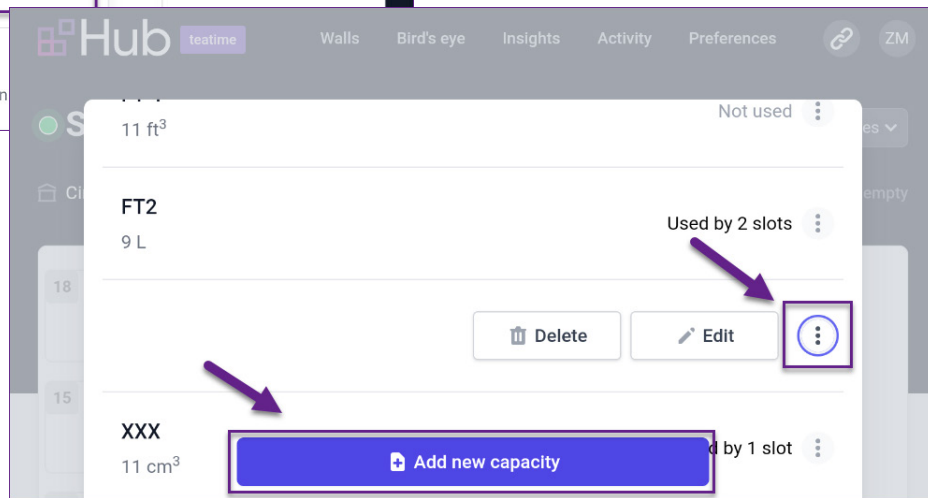 Hub teatime Walls Bird's eye Insights Activity Preferences ZM
Not used
11 ft³
FT2
Used by 2 slots
9 L
18
Delete Edit
15
XXX
by 1 slot
11 cm³
Add new capacity
empty